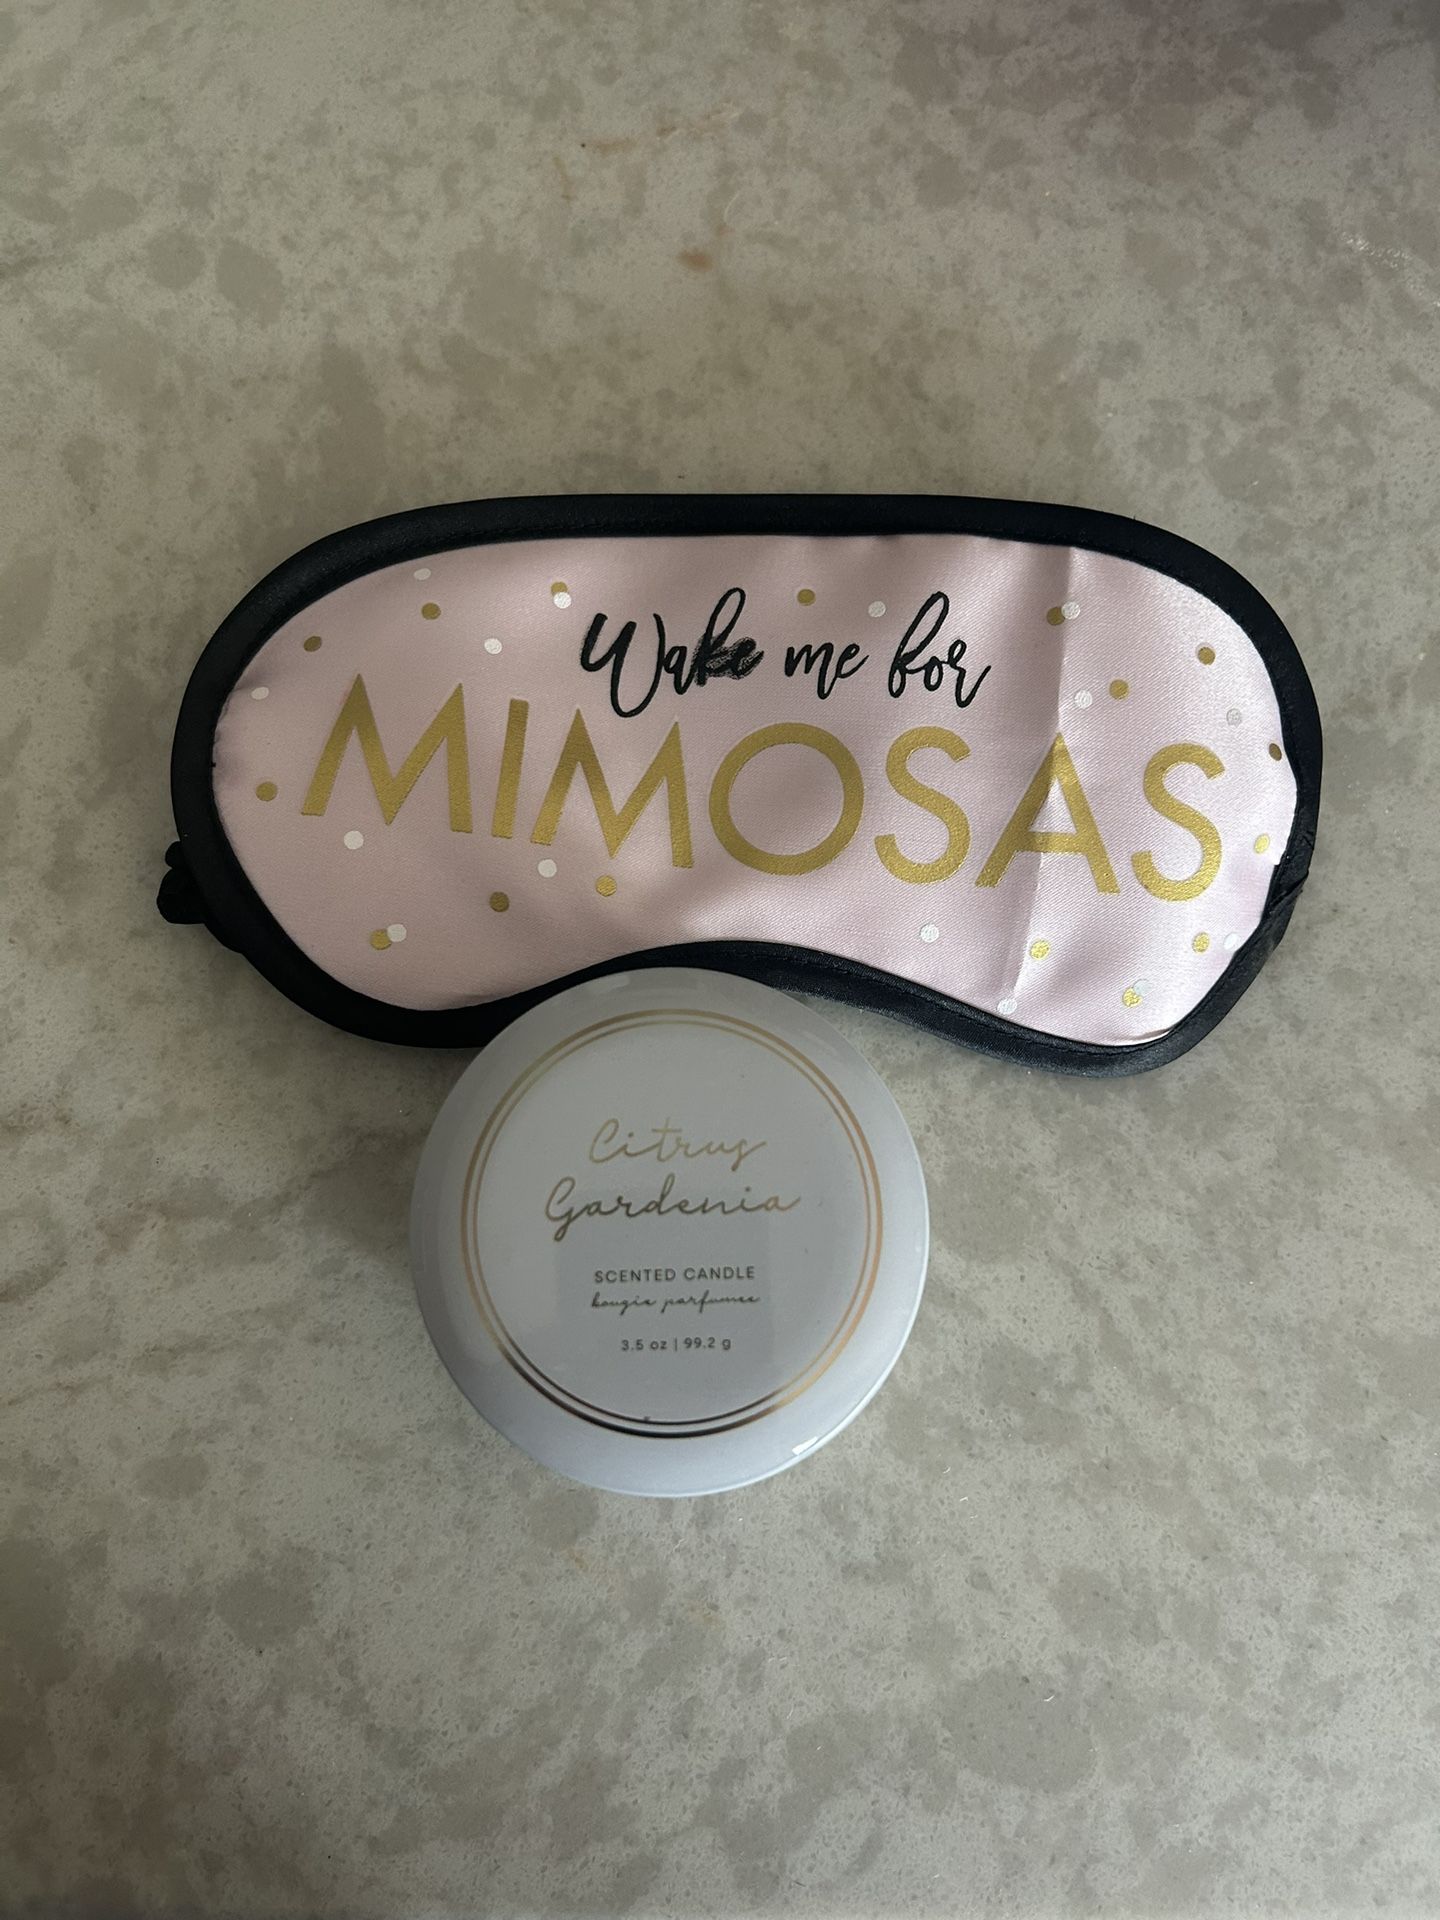 Wake me for
MIMOSAS
Citrus
Gardenia
SCENTED CANDLE
bougie parfumee
3.5 oz | 99.2 g